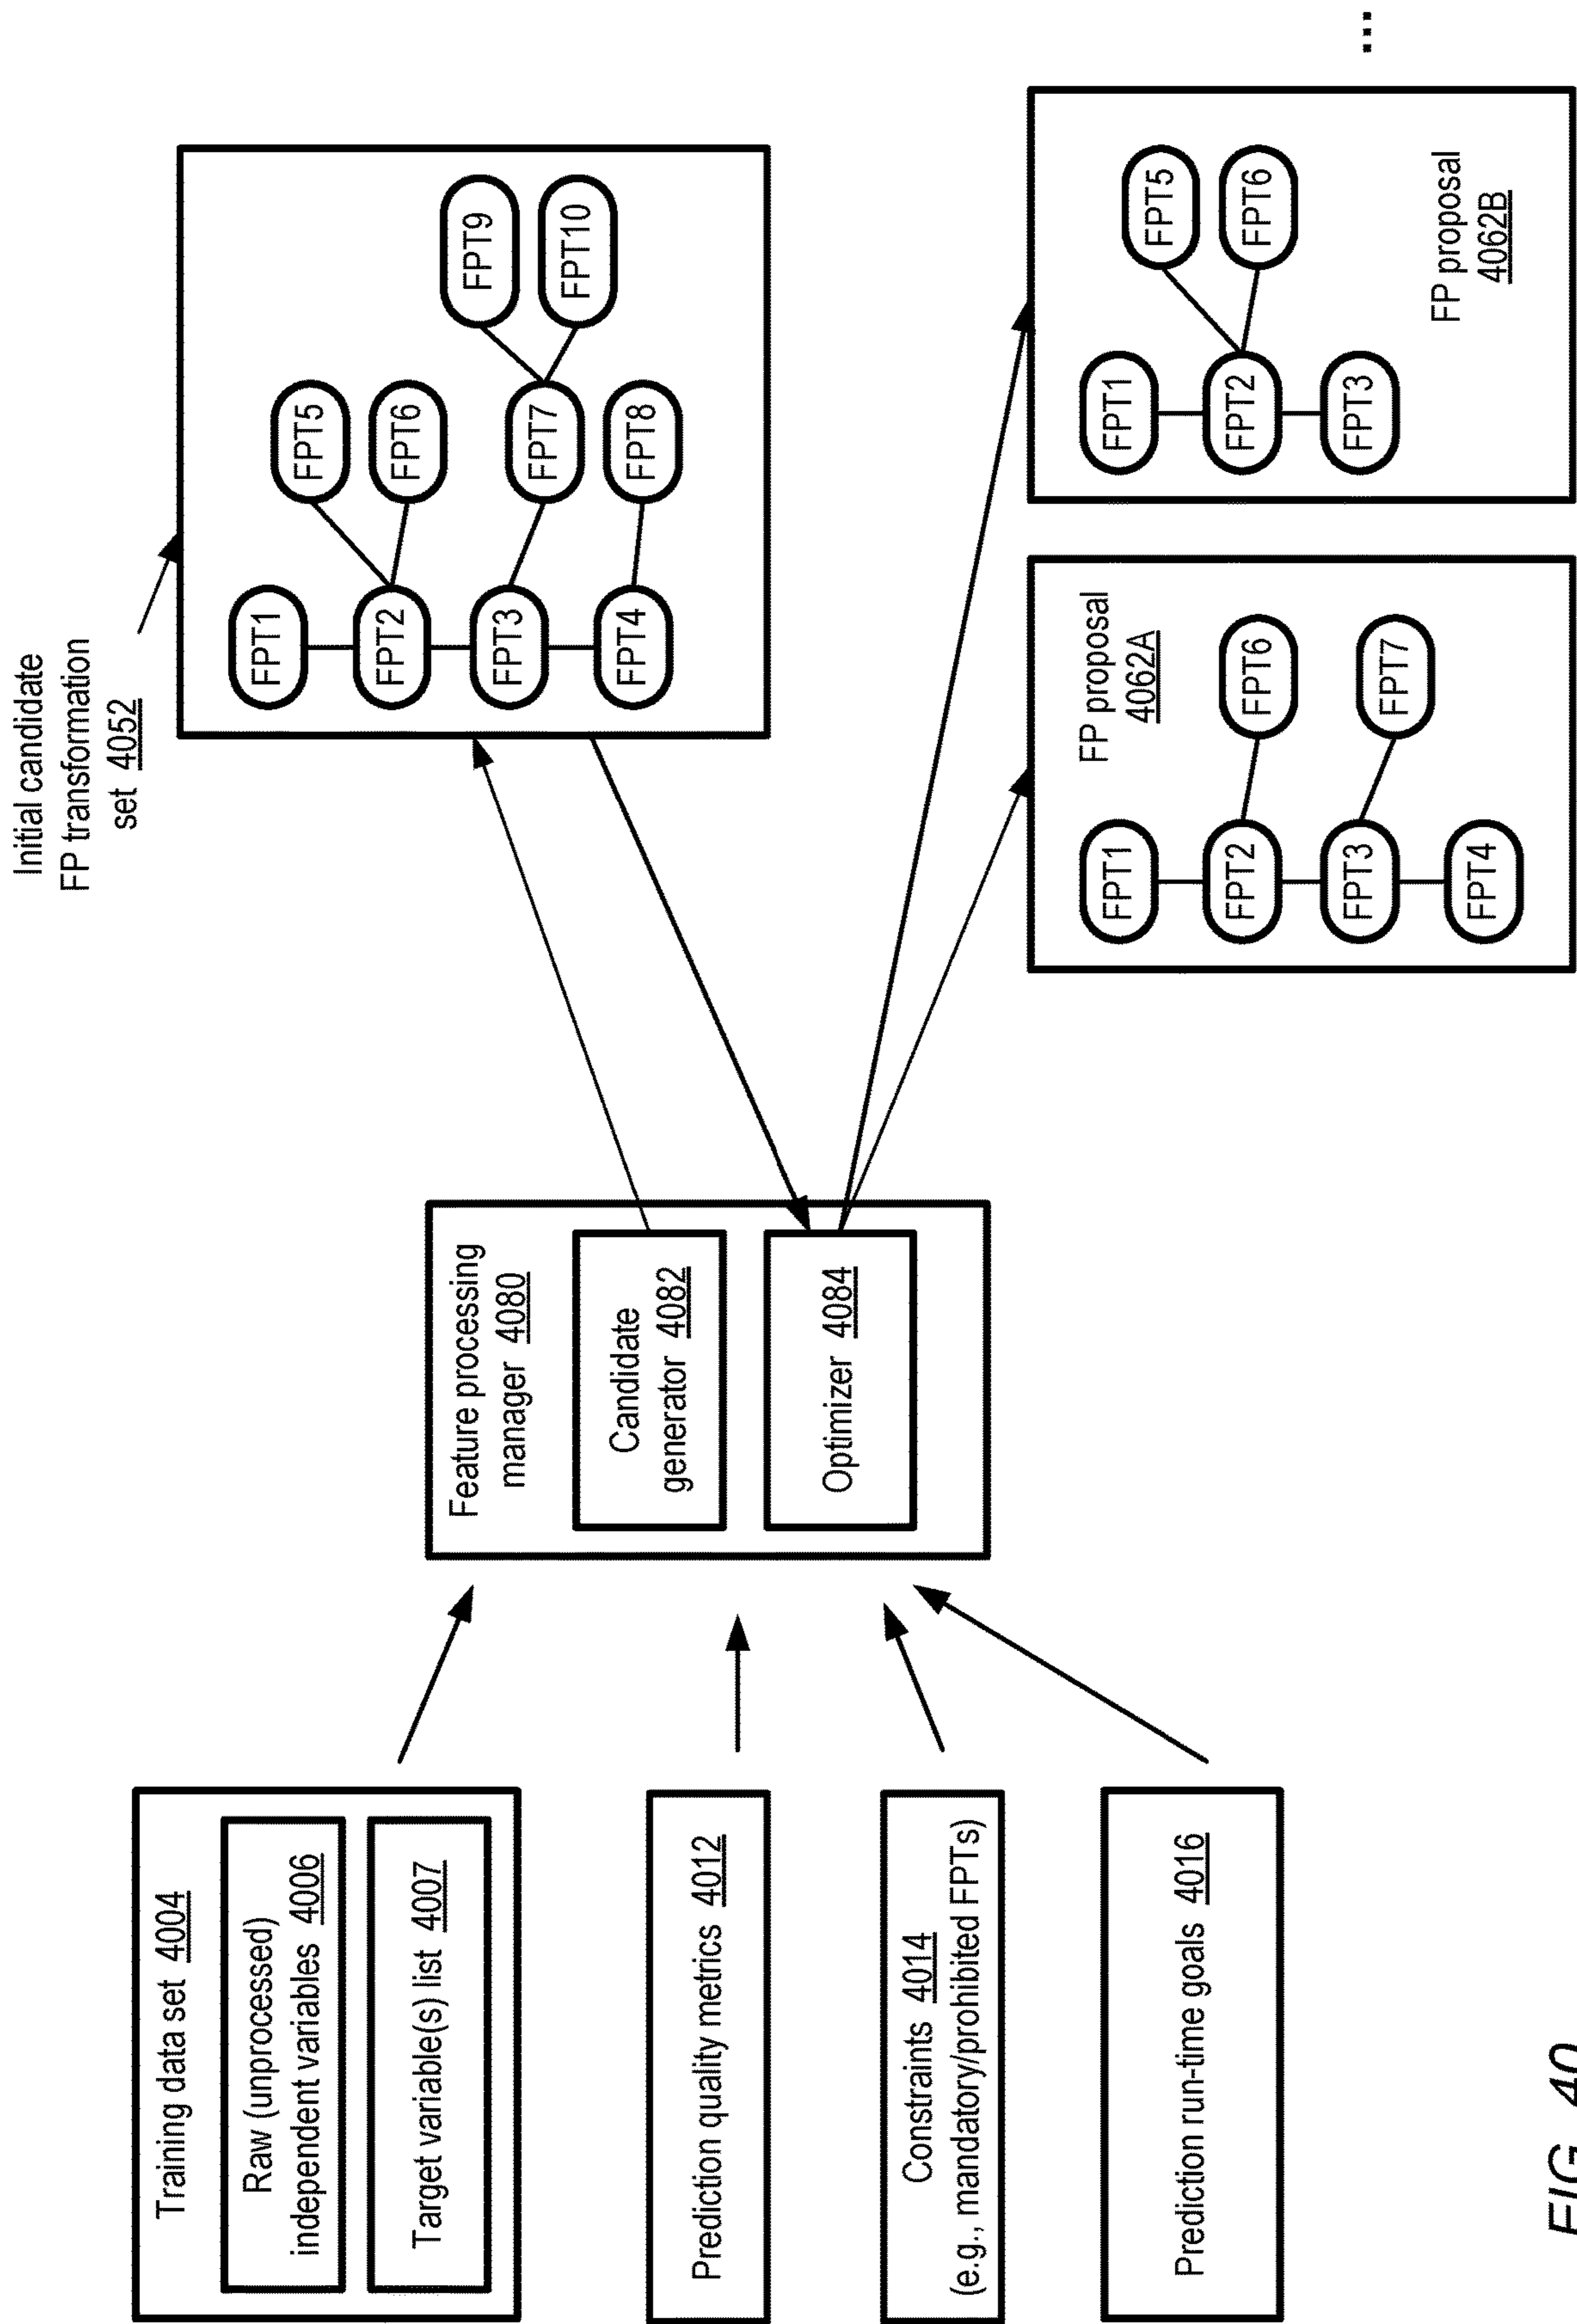 Training data set 4004
Raw (unprocessed)
independent variables 4006
Target variable(s) list 4007
Prediction quality metrics 4012
Constraints 4014
(e.g., mandatory/prohibited FPTs)
Prediction run-time goals 4016
Feature processing
manager 4080
Candidate
generator 4082
Optimizer 4084
Initial candidate
FP transformation
set 4052
FPT1
FPT2
FPT3
FPT4
FPT5
FPT6
FPT7
FPT8
FPT9
FPT10
FP proposal
4062A
FPT1
FPT2
FPT3
FPT4
FPT6
FPT7
FPT1
FPT2
FPT3
FPT5
FPT6
FP proposal
4062B
...
FIG. 40